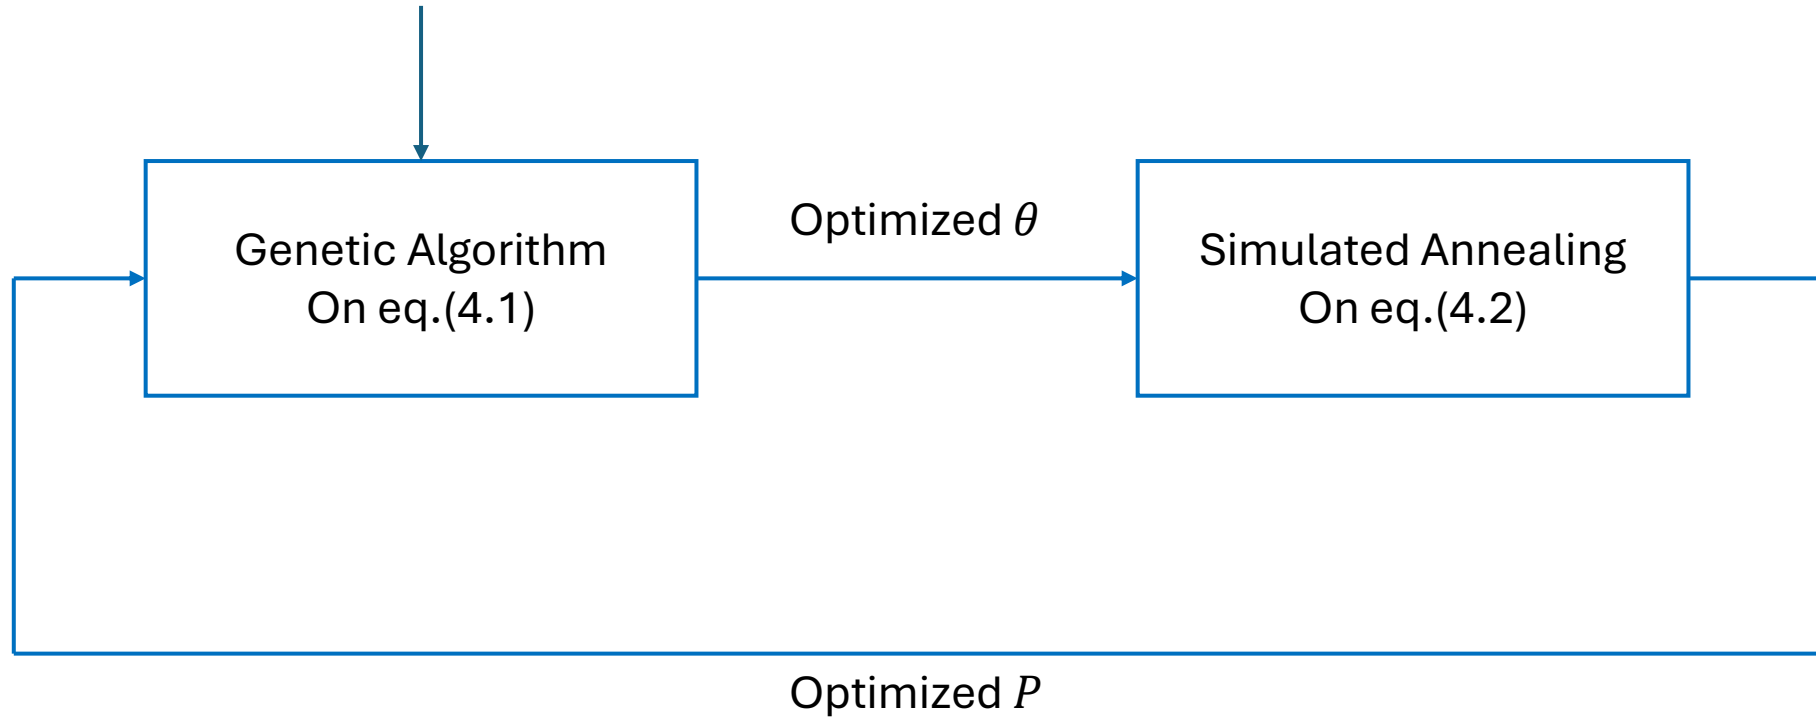 Genetic Algorithm
On eq.(4.1)
Optimized θ
Simulated Annealing
On eq.(4.2)
Optimized P